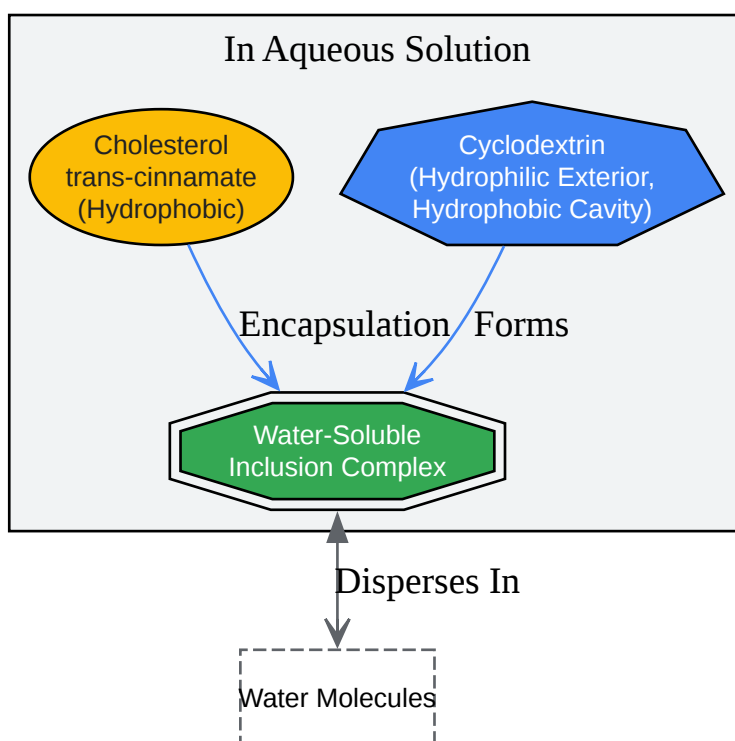 In Aqueous Solution
Cholesterol
trans-cinnamate
(Hydrophobic)
Cyclodextrin
(Hydrophilic Exterior,
Hydrophobic Cavity)
Encapsulation
Forms
Water-Soluble
Inclusion Complex
Disperses In
Water Molecules